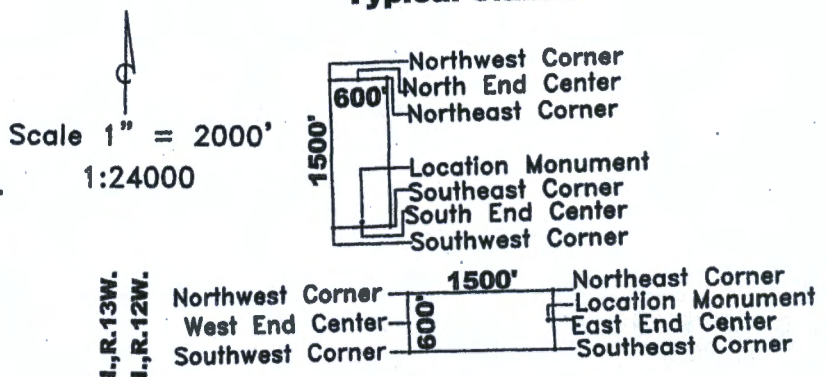 Typical
Northwest Corner
North End Center
600'
Northeast Corner
Scale 1" = 2000'
1:24000
1500'
Location Monument
Southeast Corner
South End Center
Southwest Corner
R.13W.
R.12W.
1500'
Northwest Corner
West End Center
Southwest Corner
600'
Northeast Corner
Location Monument
East End Center
Southeast Corner